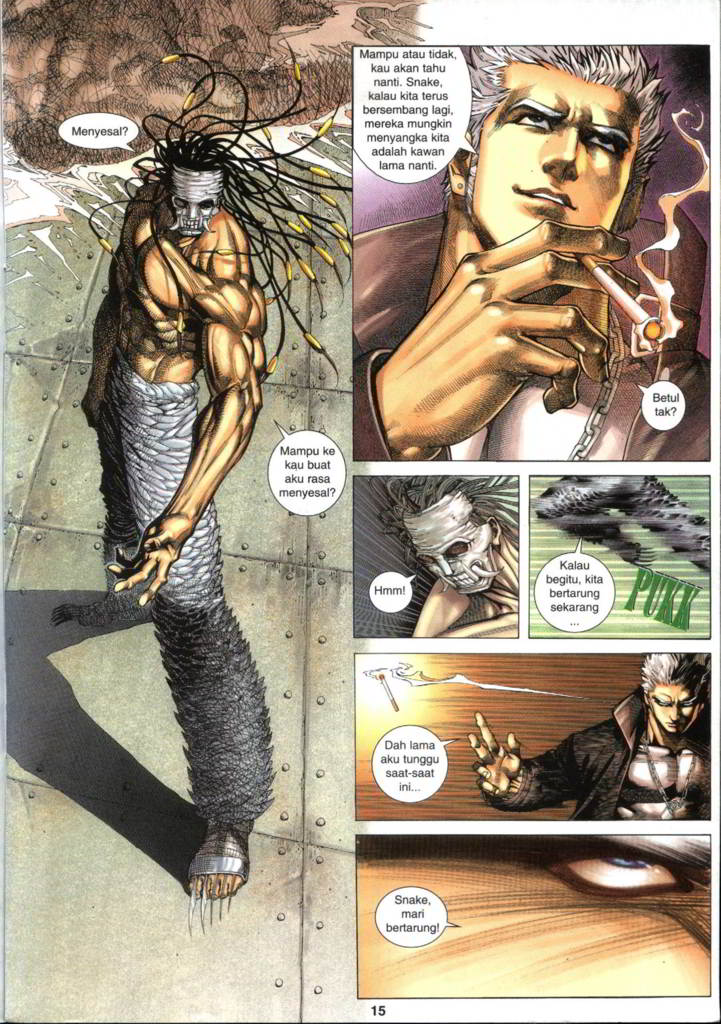 Menyesal?
Mampu ke
kau buat
aku rasa
menyesal?
Mampu atau tidak,
kau akan tahu
nanti. Snake,
kalau kita terus
bersembang lagi,
mereka mungkin
menyangka kita
adalah kawan
lama nanti.
Betul
tak?
Hmm!
Kalau
begitu, kita
bertarung
sekarang
...
PUKK
Dah lama
aku tunggu
saat-saat
ini...
Snake,
mari
bertarung!
15